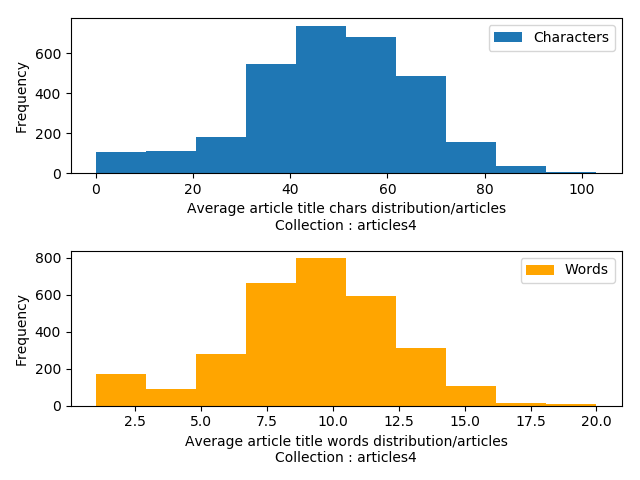 Characters
600
400
200
0
Frequency
0 20 40 60 80 100
Average article title chars distribution/articles
Collection : articles4
Words
800
600
400
200
0
Frequency
2.5 5.0 7.5 10.0 12.5 15.0 17.5 20.0
Average article title words distribution/articles
Collection : articles4